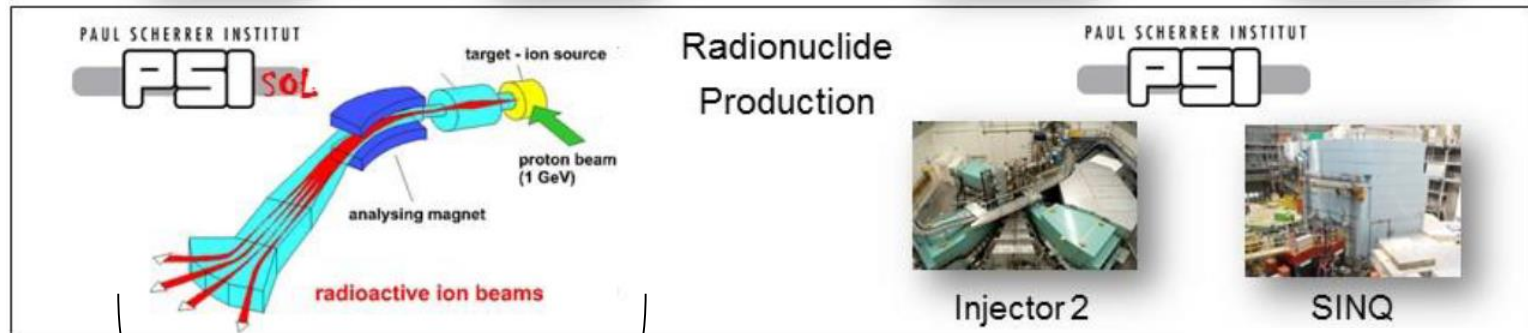 PAUL SCHERRER INSTITUT
PSI SOL
target - ion source
proton beam
(1 GeV)
analysing magnet
radioactive ion beams
Radionuclide
Production
PAUL SCHERRER INSTITUT
PSI
Injector 2
SINQ